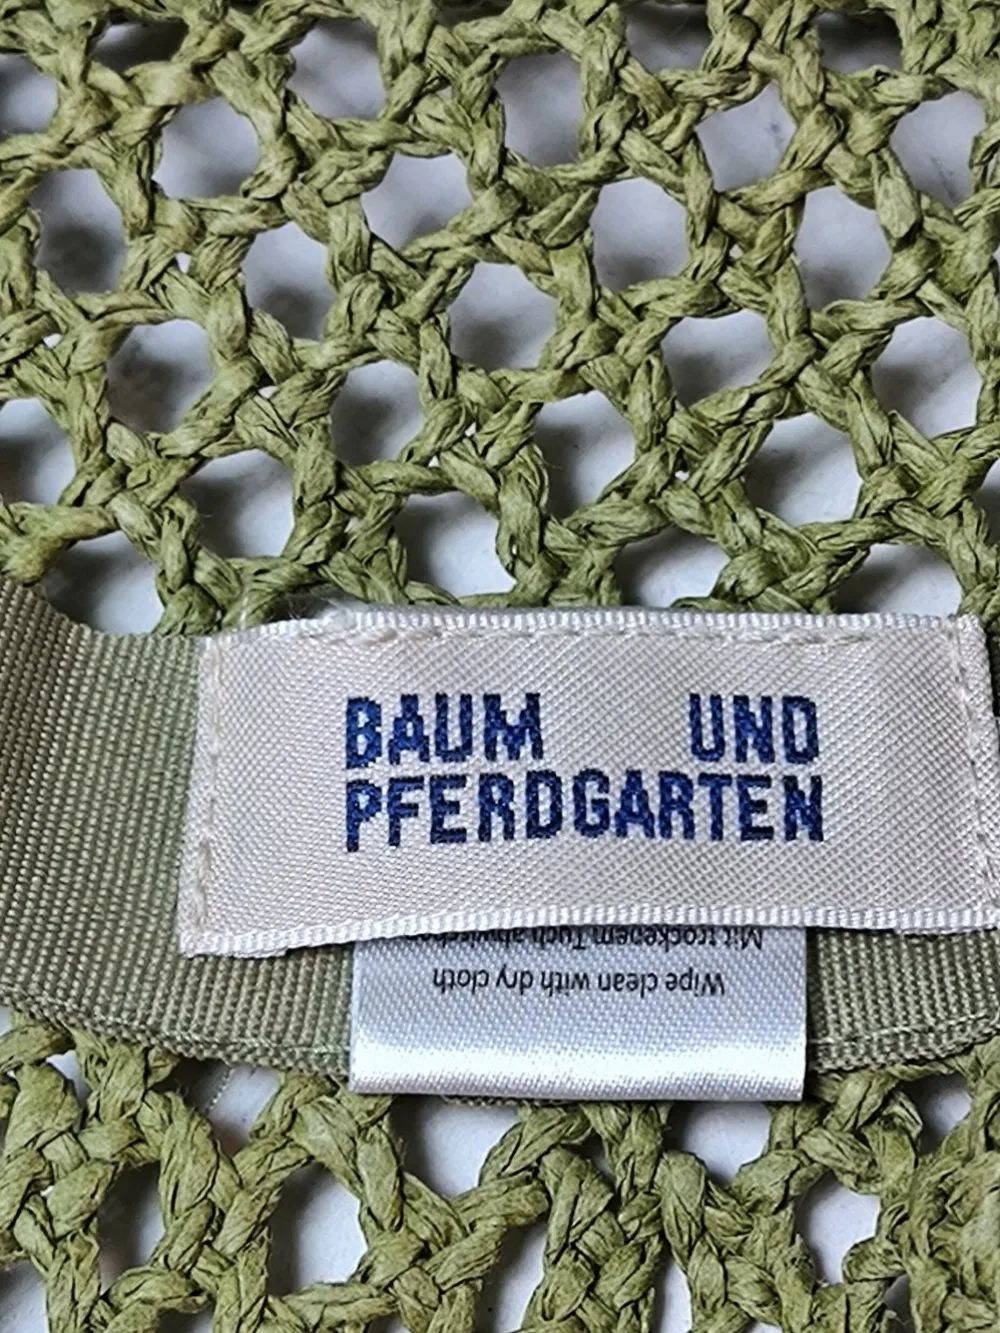 BAUM UND
PFERDGARTEN
Wipe clean with dry cloth
Mit trockenem Tuch